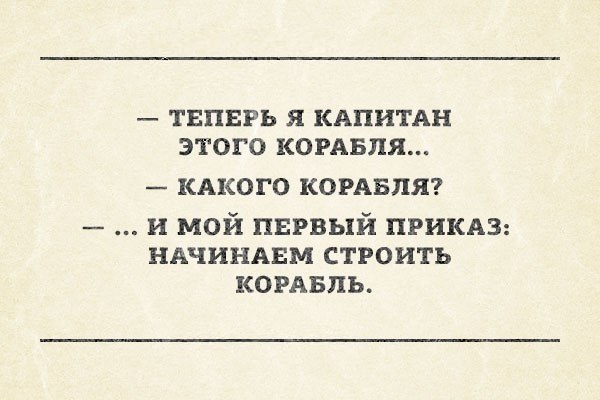 — ТЕПЕРЬ Я КАПИТАН
ЭТОГО КОРАБЛЯ...
— КАКОГО КОРАБЛЯ?
— ... И МОЙ ПЕРВЫЙ ПРИКАЗ:
НАЧИНАЕМ СТРОИТЬ
КОРАБЛЬ.